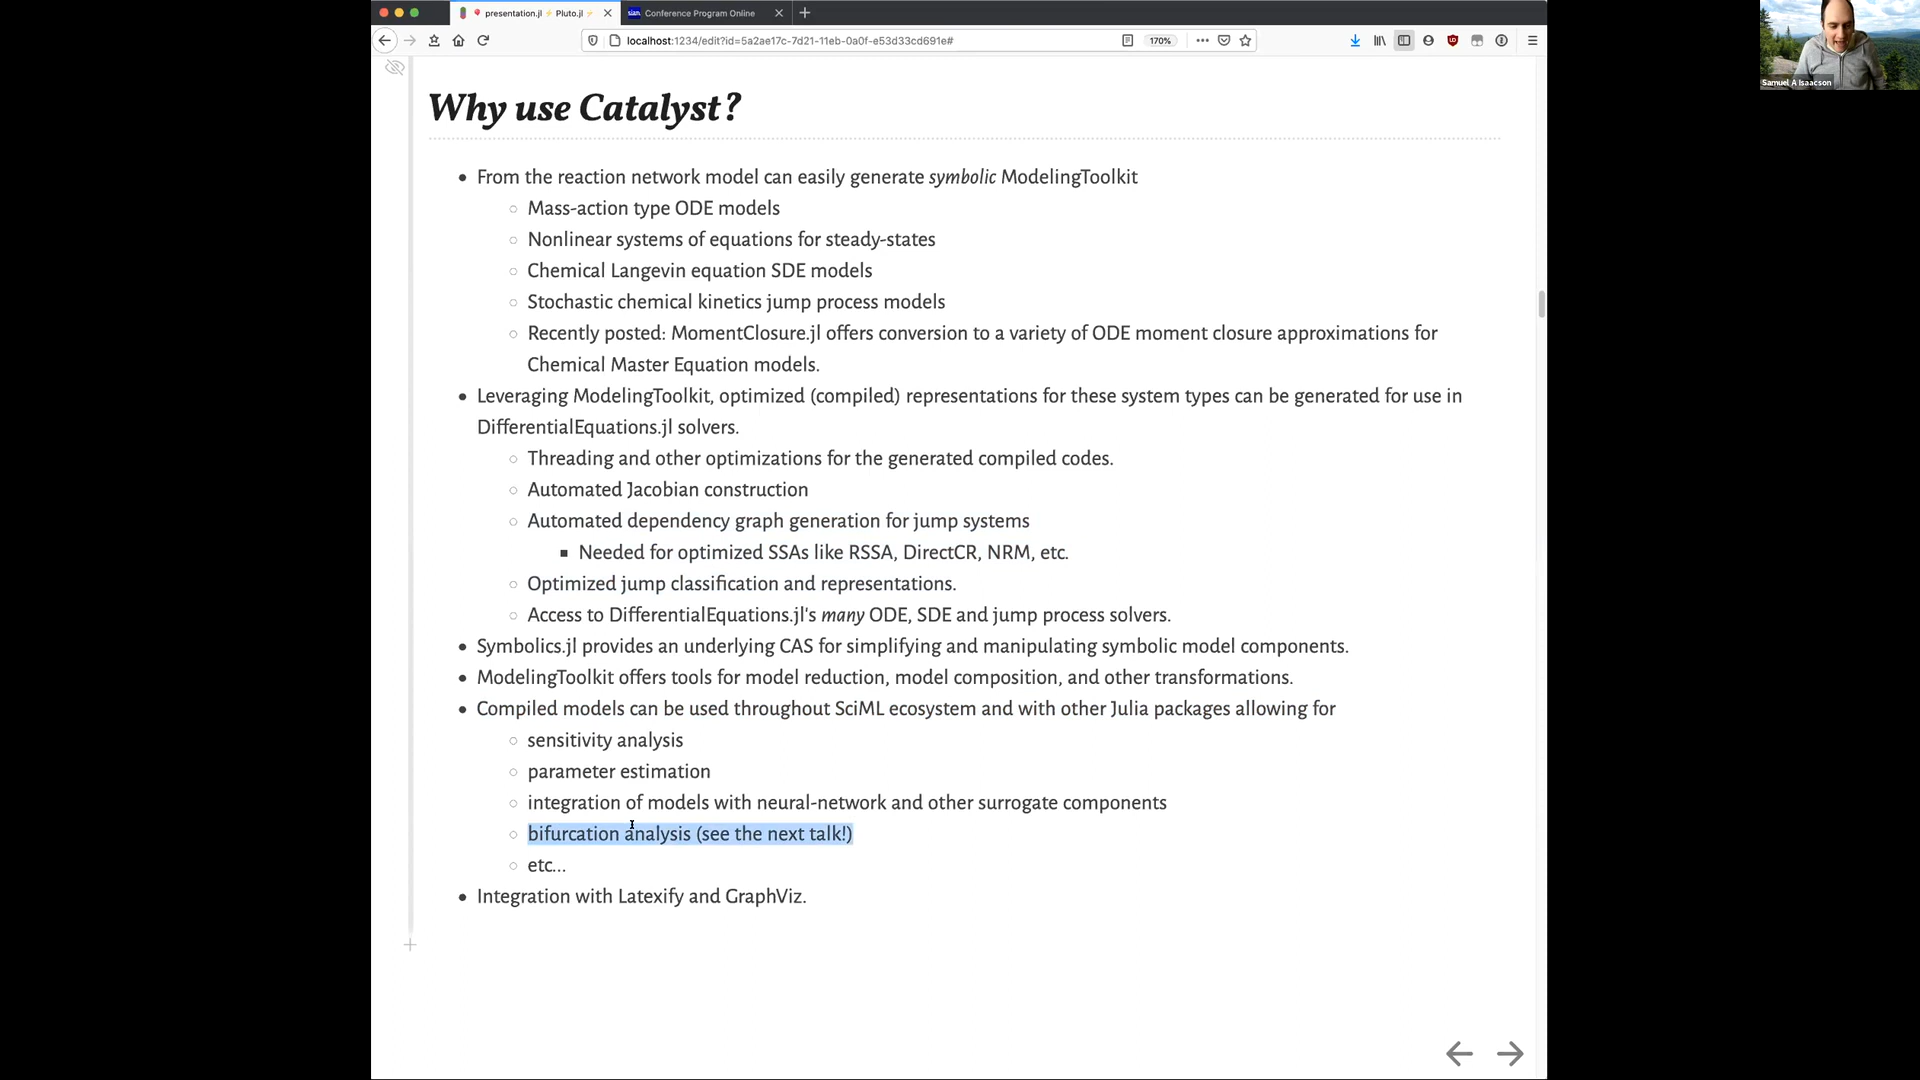 presentation.jl ⚡ Pluto.jl ⚡
siam. Conference Program Online
localhost:1234/edit?id=5a2ae17c-7d21-11eb-0a0f-e53d33cd691e#
170%
Samuel A Isaacson
Why use Catalyst?
• From the reaction network model can easily generate symbolic ModelingToolkit
○ Mass-action type ODE models
○ Nonlinear systems of equations for steady-states
○ Chemical Langevin equation SDE models
○ Stochastic chemical kinetics jump process models
○ Recently posted: MomentClosure.jl offers conversion to a variety of ODE moment closure approximations for
Chemical Master Equation models.
• Leveraging ModelingToolkit, optimized (compiled) representations for these system types can be generated for use in
DifferentialEquations.jl solvers.
○ Threading and other optimizations for the generated compiled codes.
○ Automated Jacobian construction
○ Automated dependency graph generation for jump systems
▪ Needed for optimized SSAs like RSSA, DirectCR, NRM, etc.
○ Optimized jump classification and representations.
○ Access to DifferentialEquations.jl's many ODE, SDE and jump process solvers.
• Symbolics.jl provides an underlying CAS for simplifying and manipulating symbolic model components.
• ModelingToolkit offers tools for model reduction, model composition, and other transformations.
• Compiled models can be used throughout SciML ecosystem and with other Julia packages allowing for
○ sensitivity analysis
○ parameter estimation
○ integration of models with neural-network and other surrogate components
○ bifurcation analysis (see the next talk!)
○ etc...
• Integration with Latexify and GraphViz.